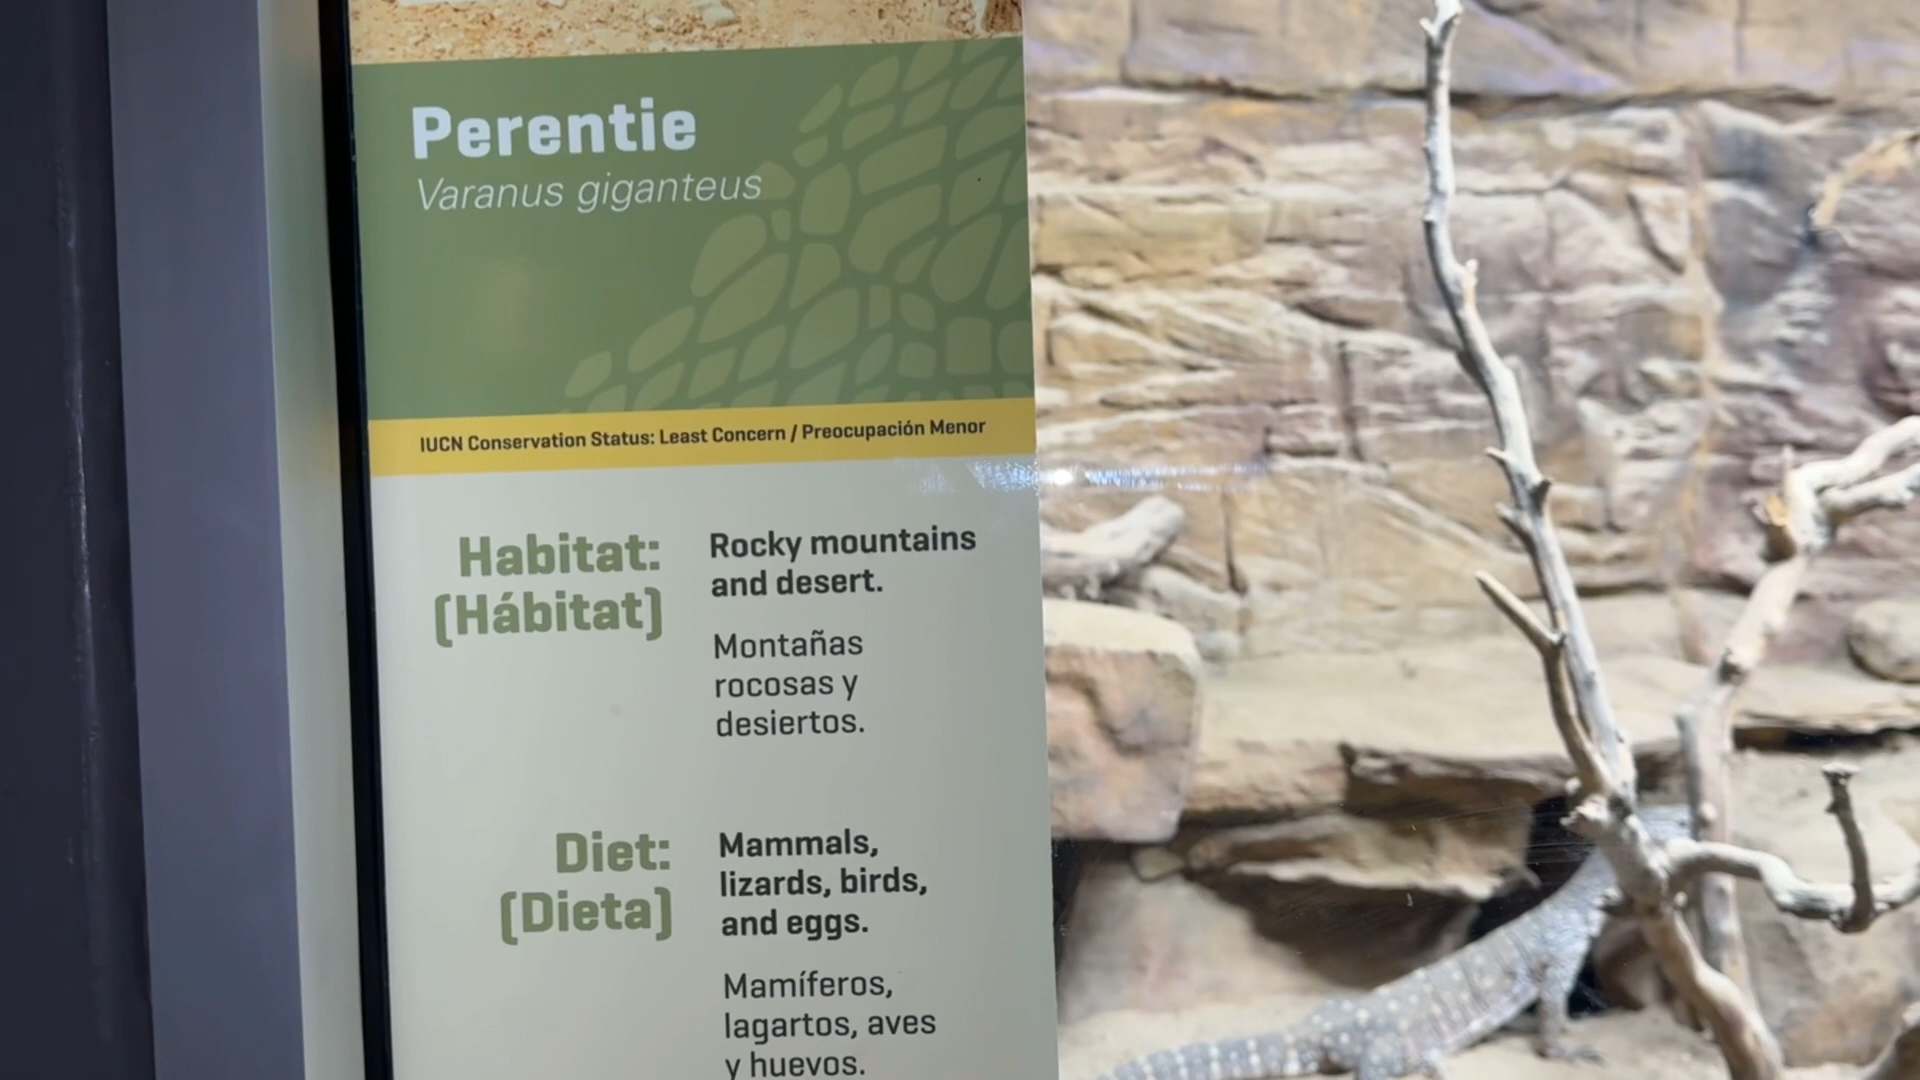 Perentie
Varanus giganteus
IUCN Conservation Status: Least Concern / Preocupación Menor
Habitat:
(Hábitat)
Rocky mountains
and desert.
Montañas
rocosas y
desiertos.
Diet:
(Dieta)
Mammals,
lizards, birds,
and eggs.
Mamíferos,
lagartos, aves
y huevos.